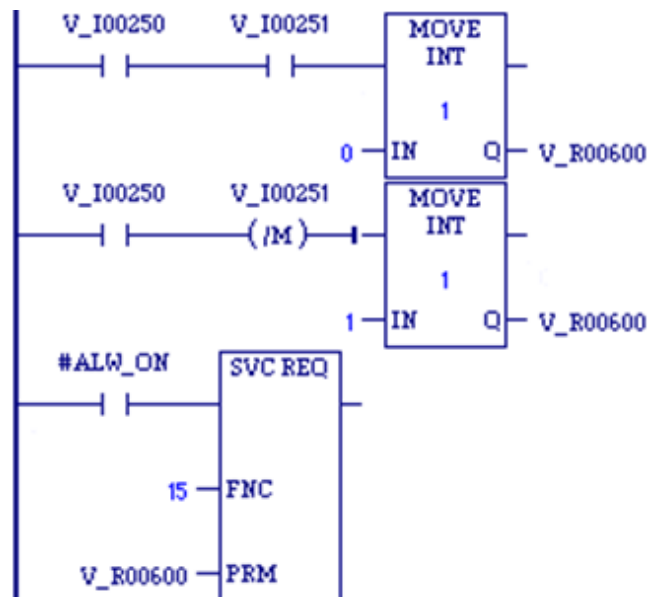 V_I00250 V_I00251 MOVE
INT
1
0 IN Q V_R00600
V_I00250 V_I00251 MOVE
(/M) INT
1
1 IN Q V_R00600
#ALW_ON SVC REQ
15 FNC
V_R00600 PRM